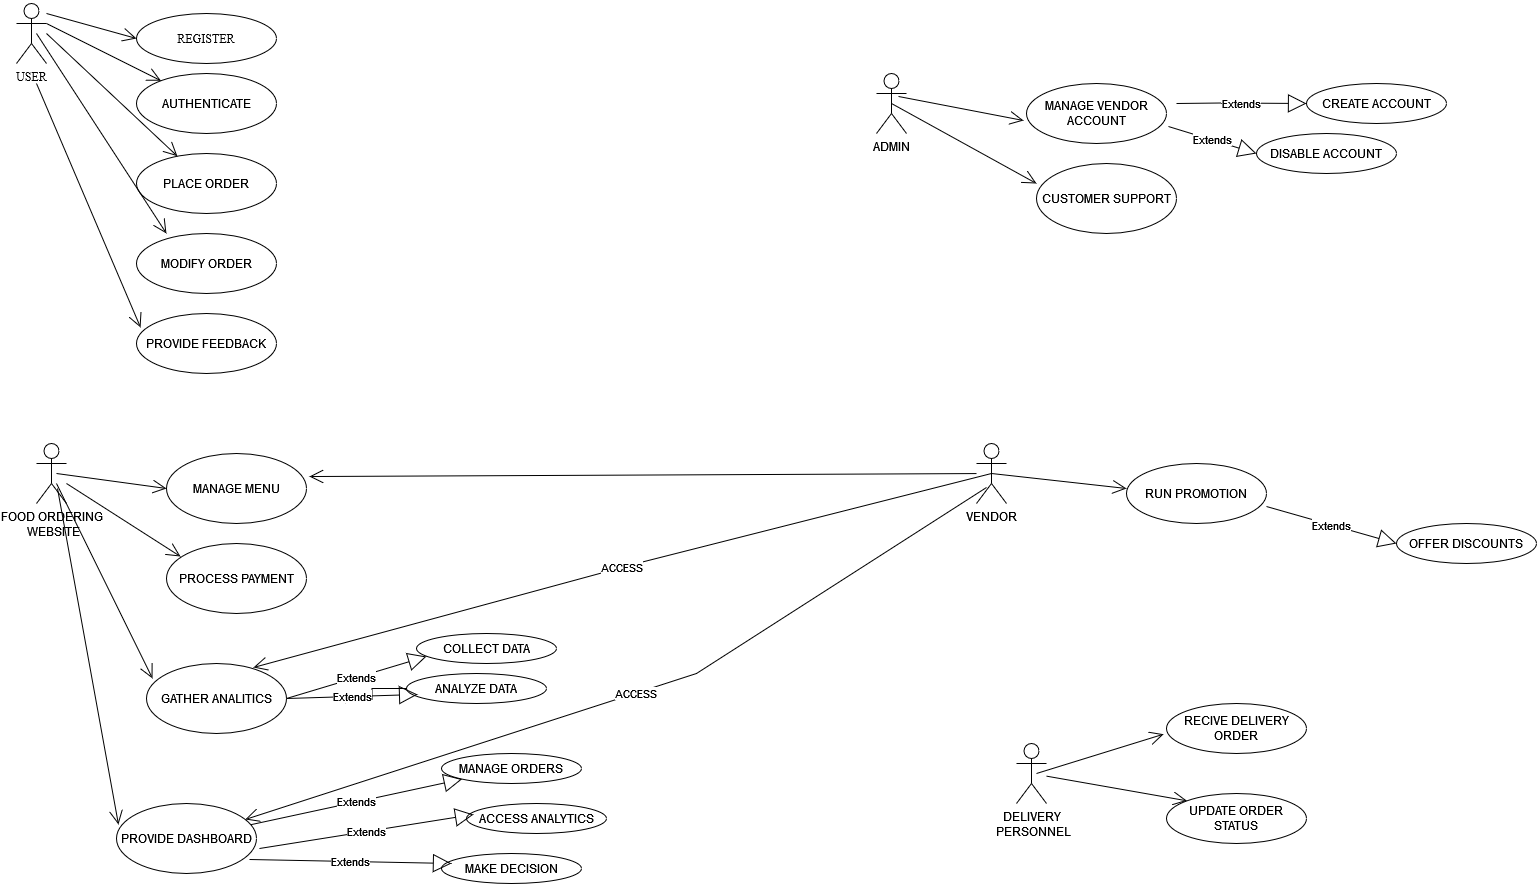 REGISTER
USER
AUTHENTICATE
PLACE ORDER
MODIFY ORDER
PROVIDE FEEDBACK
ADMIN
MANAGE VENDOR
ACCOUNT
Extends
CREATE ACCOUNT
Extends
DISABLE ACCOUNT
CUSTOMER SUPPORT
FOOD ORDERING
WEBSITE
MANAGE MENU
PROCESS PAYMENT
VENDOR
RUN PROMOTION
Extends
OFFER DISCOUNTS
ACCESS
GATHER ANALITICS
Extends
COLLECT DATA
Extends
ANALYZE DATA
ACCESS
PROVIDE DASHBOARD
Extends
MANAGE ORDERS
Extends
ACCESS ANALYTICS
Extends
MAKE DECISION
DELIVERY
PERSONNEL
RECIVE DELIVERY
ORDER
UPDATE ORDER
STATUS